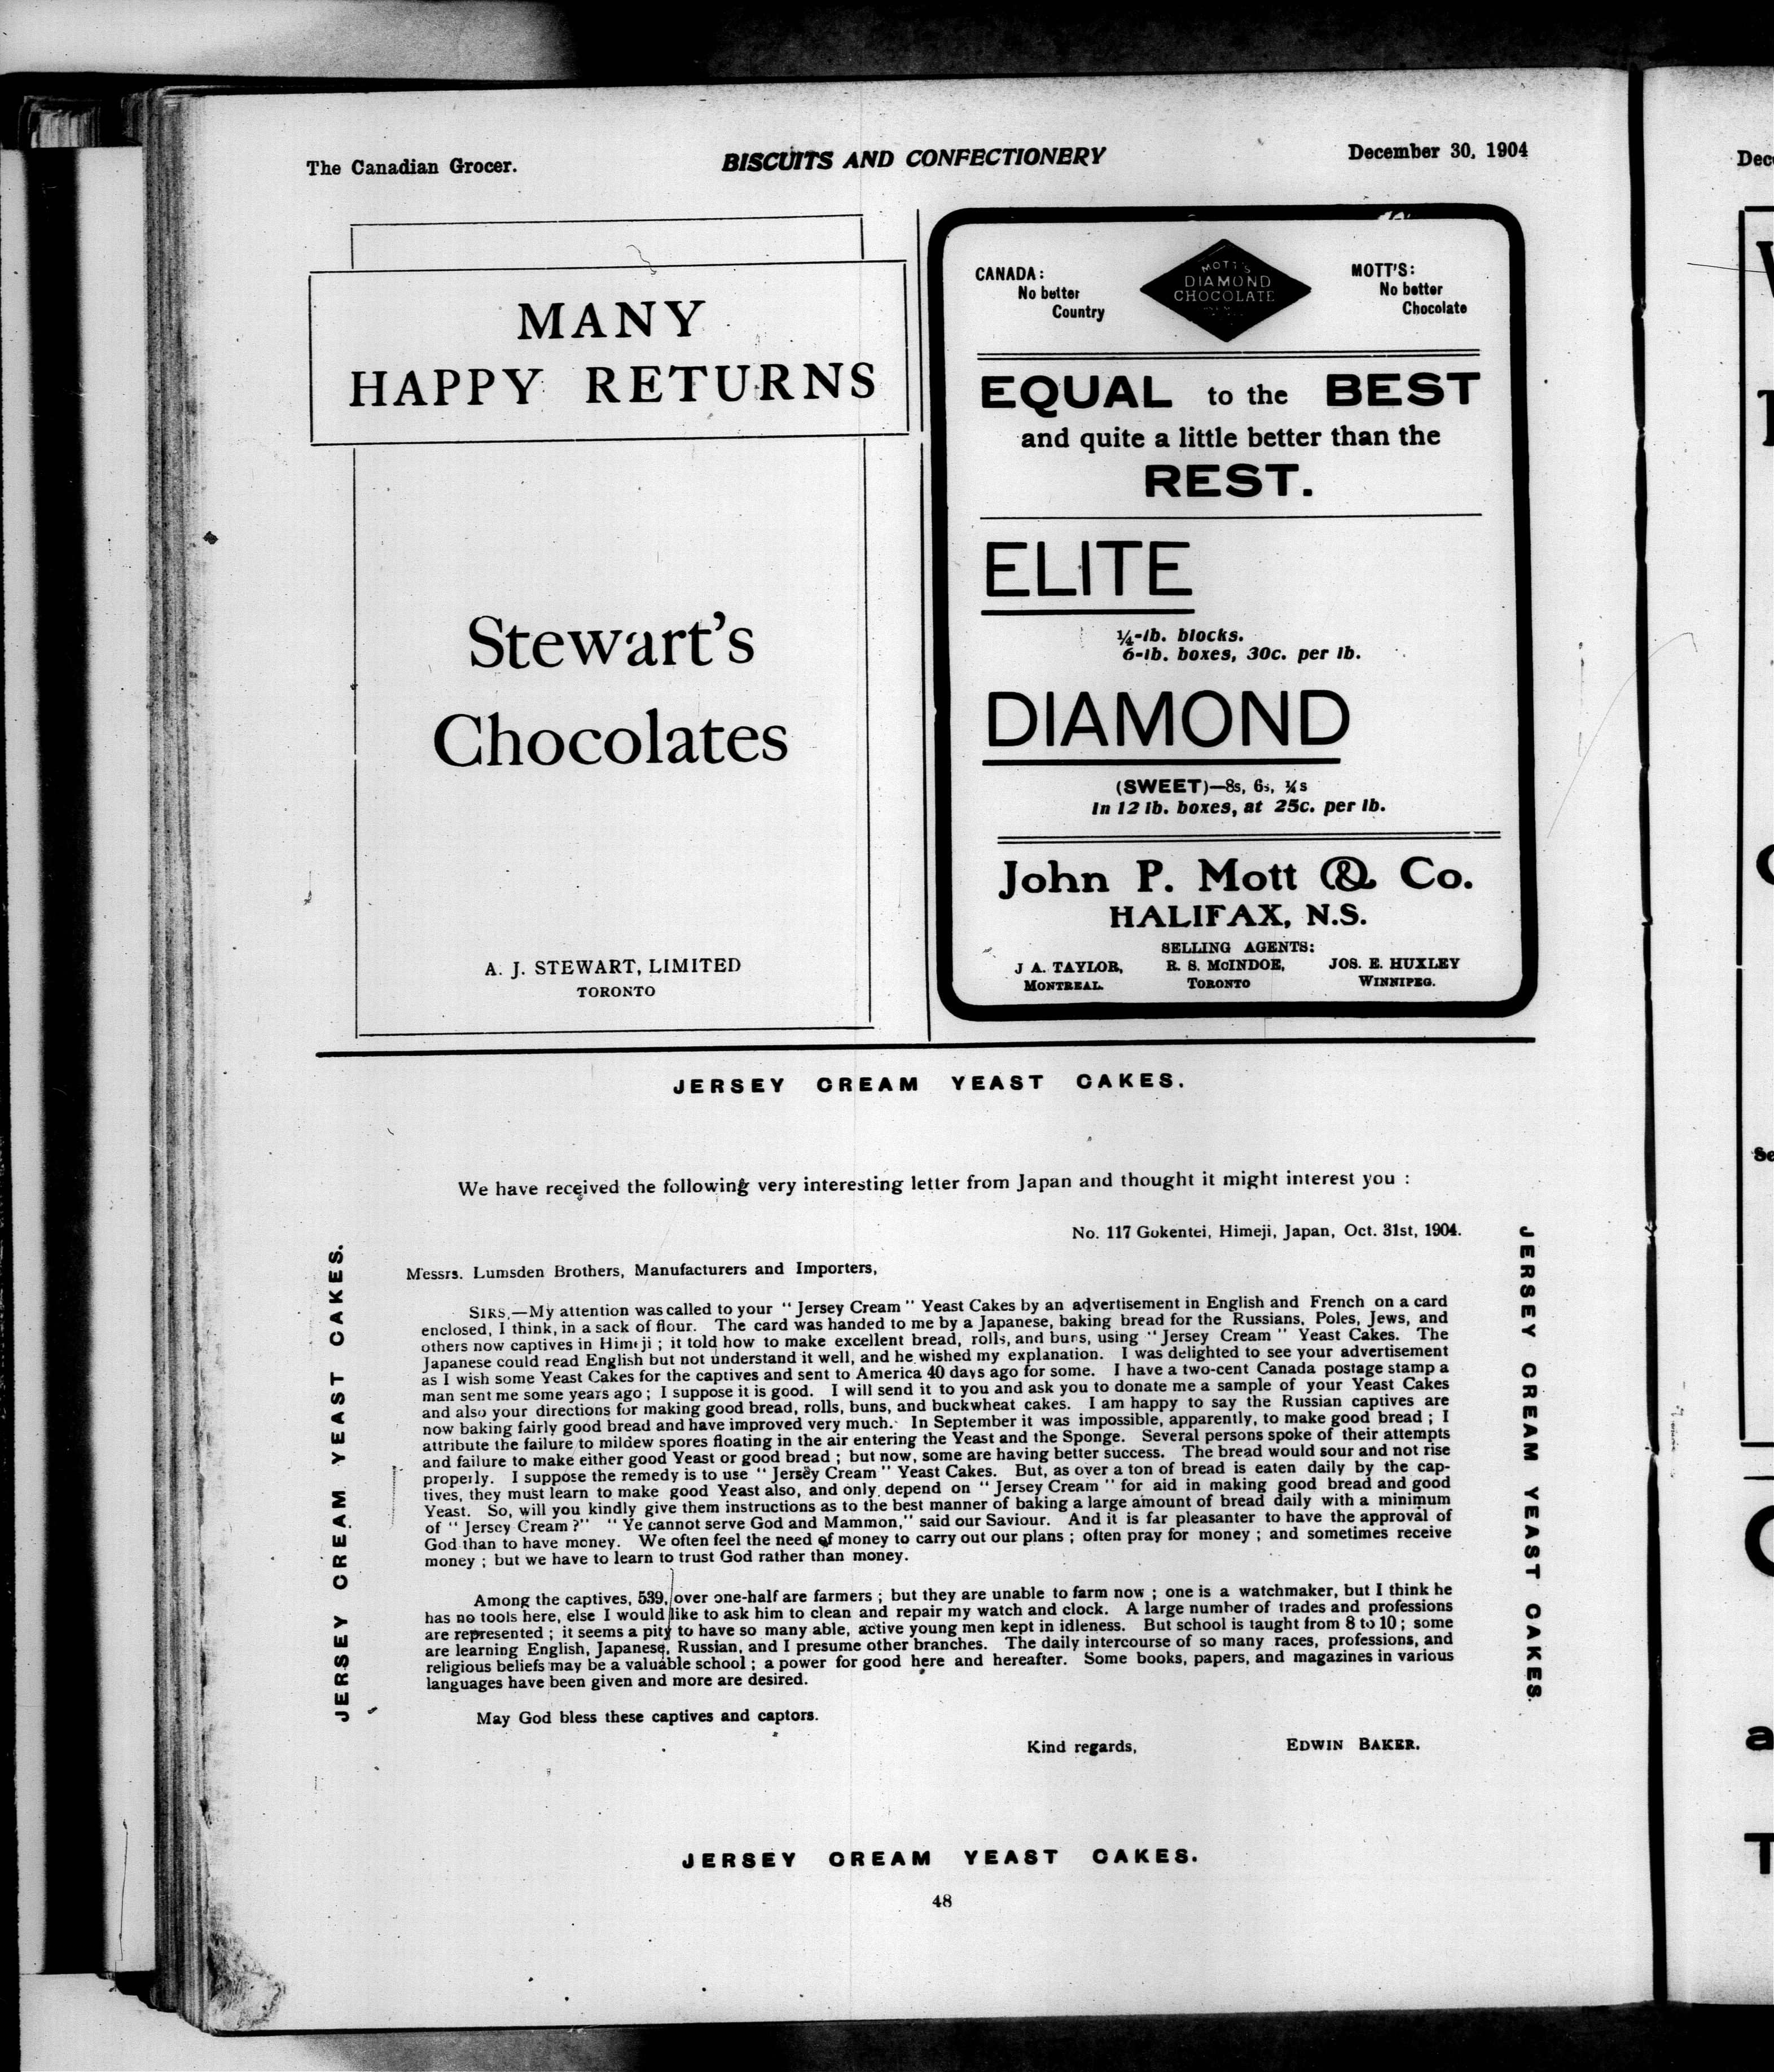 The Canadian Grocer.
BISCUITS AND CONFECTIONERY
December 30, 1904
MANY
HAPPY RETURNS
Stewart's
Chocolates
A. J. STEWART, LIMITED
TORONTO
CANADA:
No better
Country
MOTT'S
DIAMOND
CHOCOLATE
MOTT'S:
No better
Chocolate
EQUAL to the BEST
and quite a little better than the
REST.
ELITE
¼-lb. blocks.
6-lb. boxes, 30c. per lb.
DIAMOND
(SWEET)—8s, 6s, ¼s
In 12 lb. boxes, at 25c. per lb.
John P. Mott & Co.
HALIFAX, N.S.
SELLING AGENTS:
J A. TAYLOR,
MONTREAL.
R. S. McINDOE,
TORONTO
JOS. E. HUXLEY
WINNIPEG.
JERSEY CREAM YEAST CAKES.
JERSEY CREAM YEAST CAKES.
We have received the following very interesting letter from Japan and thought it might interest you :
No. 117 Gokentei, Himeji, Japan, Oct. 31st, 1904.
Messrs. Lumsden Brothers, Manufacturers and Importers,
SIRS,—My attention was called to your "Jersey Cream" Yeast Cakes by an advertisement in English and French on a card
enclosed, I think, in a sack of flour. The card was handed to me by a Japanese, baking bread for the Russians, Poles, Jews, and
others now captives in Himeji ; it told how to make excellent bread, rolls, and buns, using "Jersey Cream" Yeast Cakes. The
Japanese could read English but not understand it well, and he wished my explanation. I was delighted to see your advertisement
as I wish some Yeast Cakes for the captives and sent to America 40 days ago for some. I have a two-cent Canada postage stamp a
man sent me some years ago ; I suppose it is good. I will send it to you and ask you to donate me a sample of your Yeast Cakes
and also your directions for making good bread, rolls, buns, and buckwheat cakes. I am happy to say the Russian captives are
now baking fairly good bread and have improved very much. In September it was impossible, apparently, to make good bread ; I
attribute the failure to mildew spores floating in the air entering the Yeast and the Sponge. Several persons spoke of their attempts
and failure to make either good Yeast or good bread ; but now, some are having better success. The bread would sour and not rise
properly. I suppose the remedy is to use "Jersey Cream" Yeast Cakes. But, as over a ton of bread is eaten daily by the cap-
tives, they must learn to make good Yeast also, and only depend on "Jersey Cream" for aid in making good bread and good
Yeast. So, will you kindly give them instructions as to the best manner of baking a large amount of bread daily with a minimum
of "Jersey Cream?" "Ye cannot serve God and Mammon," said our Saviour. And it is far pleasanter to have the approval of
God than to have money. We often feel the need of money to carry out our plans ; often pray for money ; and sometimes receive
money ; but we have to learn to trust God rather than money.
Among the captives, 539, over one-half are farmers ; but they are unable to farm now ; one is a watchmaker, but I think he
has no tools here, else I would like to ask him to clean and repair my watch and clock. A large number of trades and professions
are represented ; it seems a pity to have so many able, active young men kept in idleness. But school is taught from 8 to 10 ; some
are learning English, Japanese, Russian, and I presume other branches. The daily intercourse of so many races, professions, and
religious beliefs may be a valuable school ; a power for good here and hereafter. Some books, papers, and magazines in various
languages have been given and more are desired.
May God bless these captives and captors.
Kind regards,
EDWIN BAKER.
JERSEY CREAM YEAST CAKES.
JERSEY CREAM YEAST CAKES.
48